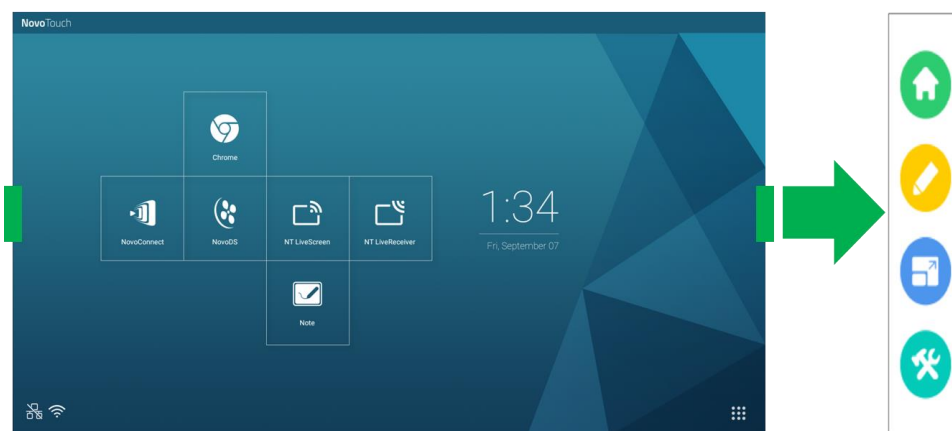 NovoTouch
Chrome
NovoConnect
NovoDS
NT LiveScreen
NT LiveReceiver
1:34
Fri, September 07
Note